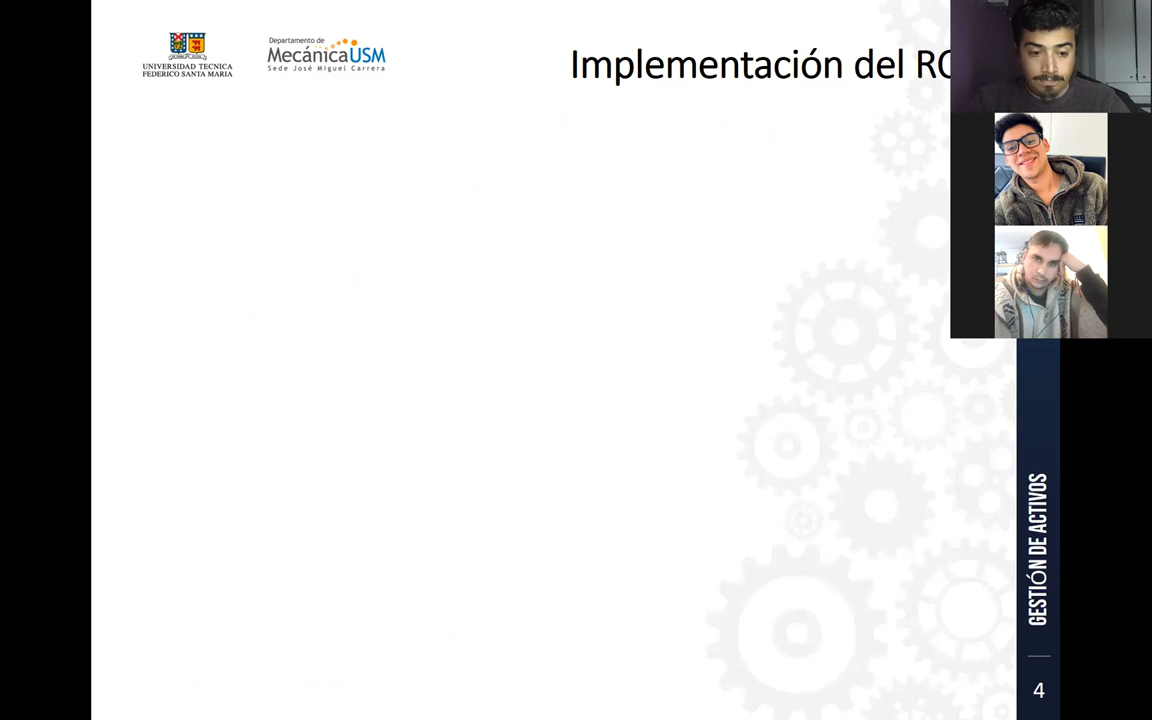 UNIVERSIDAD TECNICA
FEDERICO SANTA MARIA
Departamento de
MecánicaUSM
Sede José Miguel Carrera
Implementación del RC
GESTIÓN DE ACTIVOS
4